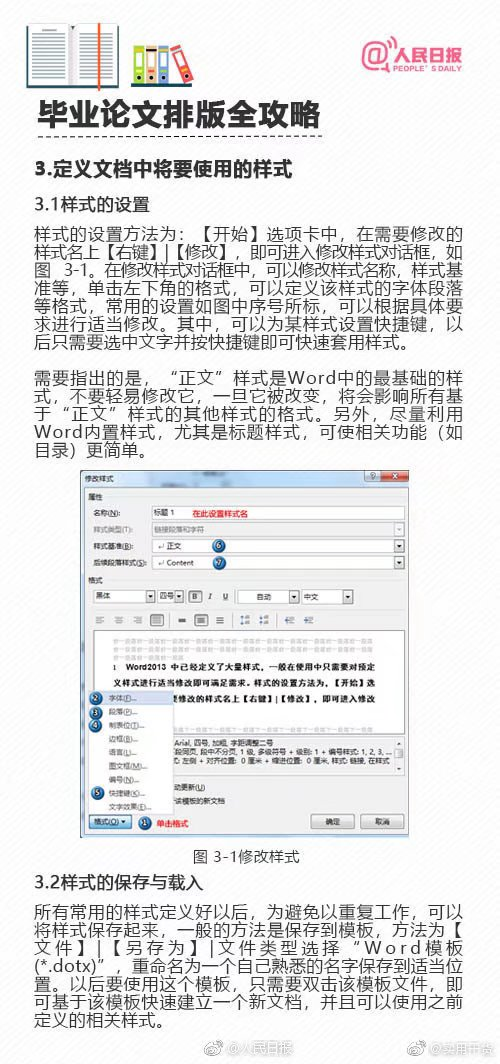 @人民日报
PEOPLE'S DAILY
毕业论文排版全攻略
3.定义文档中将要使用的样式
3.1样式的设置
样式的设置方法为：【开始】选项卡中，在需要修改的
样式名上【右键】|【修改】，即可进入修改样式对话框，如
图 3-1。在修改样式对话框中，可以修改样式名称，样式基
准等，单击左下角的格式，可以定义该样式的字体段落
等格式，常用的设置如图中序号所标，可以根据具体要
求进行适当修改。其中，可以为某样式设置快捷键，以
后只需要选中文字并按快捷键即可快速套用样式。
需要指出的是，“正文”样式是Word中的最基础的样
式，不要轻易修改它，一旦它被改变，将会影响所有基
于“正文”样式的其他样式的格式。另外，尽量利用
Word内置样式，尤其是标题样式，可使相关功能（如
目录）更简单。
修改样式
属性
名称(N): 标题 1 在此设置样式名
样式类型(T): 链接段落和字符
样式基准(B): 正文 6
后续段落样式(S): Content 7
格式
黑体 四号 B I U 自动 中文
1 Word2013 中已经定义了大量样式，一般在使用中只需要对预定
义样式进行适当修改即可满足需求。样式的设置方法为，【开始】选
要修改的样式名上【右键】|【修改】，即可进入修改
2 字体(F)...
3 段落(P)...
4 制表位(T)...
边框(B)...
语言(L)...
图文框(M)...
编号(N)...
5 快捷键(K)...
文字效果(E)...
Arial, 四号, 加粗, 字距调整二号
段同页, 段中不分页, 1 级, 多级符号 + 级别: 1 + 编号样式: 1, 2, 3, ...
: 左侧 + 对齐位置: 0 厘米 + 缩进位置: 0 厘米, 样式: 链接, 在样式
动更新(U)
该模板的新文档
格式(O) 1 单击格式 确定 取消
图 3-1修改样式
3.2样式的保存与载入
所有常用的样式定义好以后，为避免以重复工作，可以
将样式保存起来，一般的方法是保存到模板，方法为【
文件】|【另存为】|文件类型选择“Word模板
(*.dotx)”，重命名为一个自己熟悉的名字保存到适当位
置。以后要使用这个模板，只需要双击该模板文件，即
可基于该模板快速建立一个新文档，并且可以使用之前
定义的相关样式。
@人民日报
@实用干货